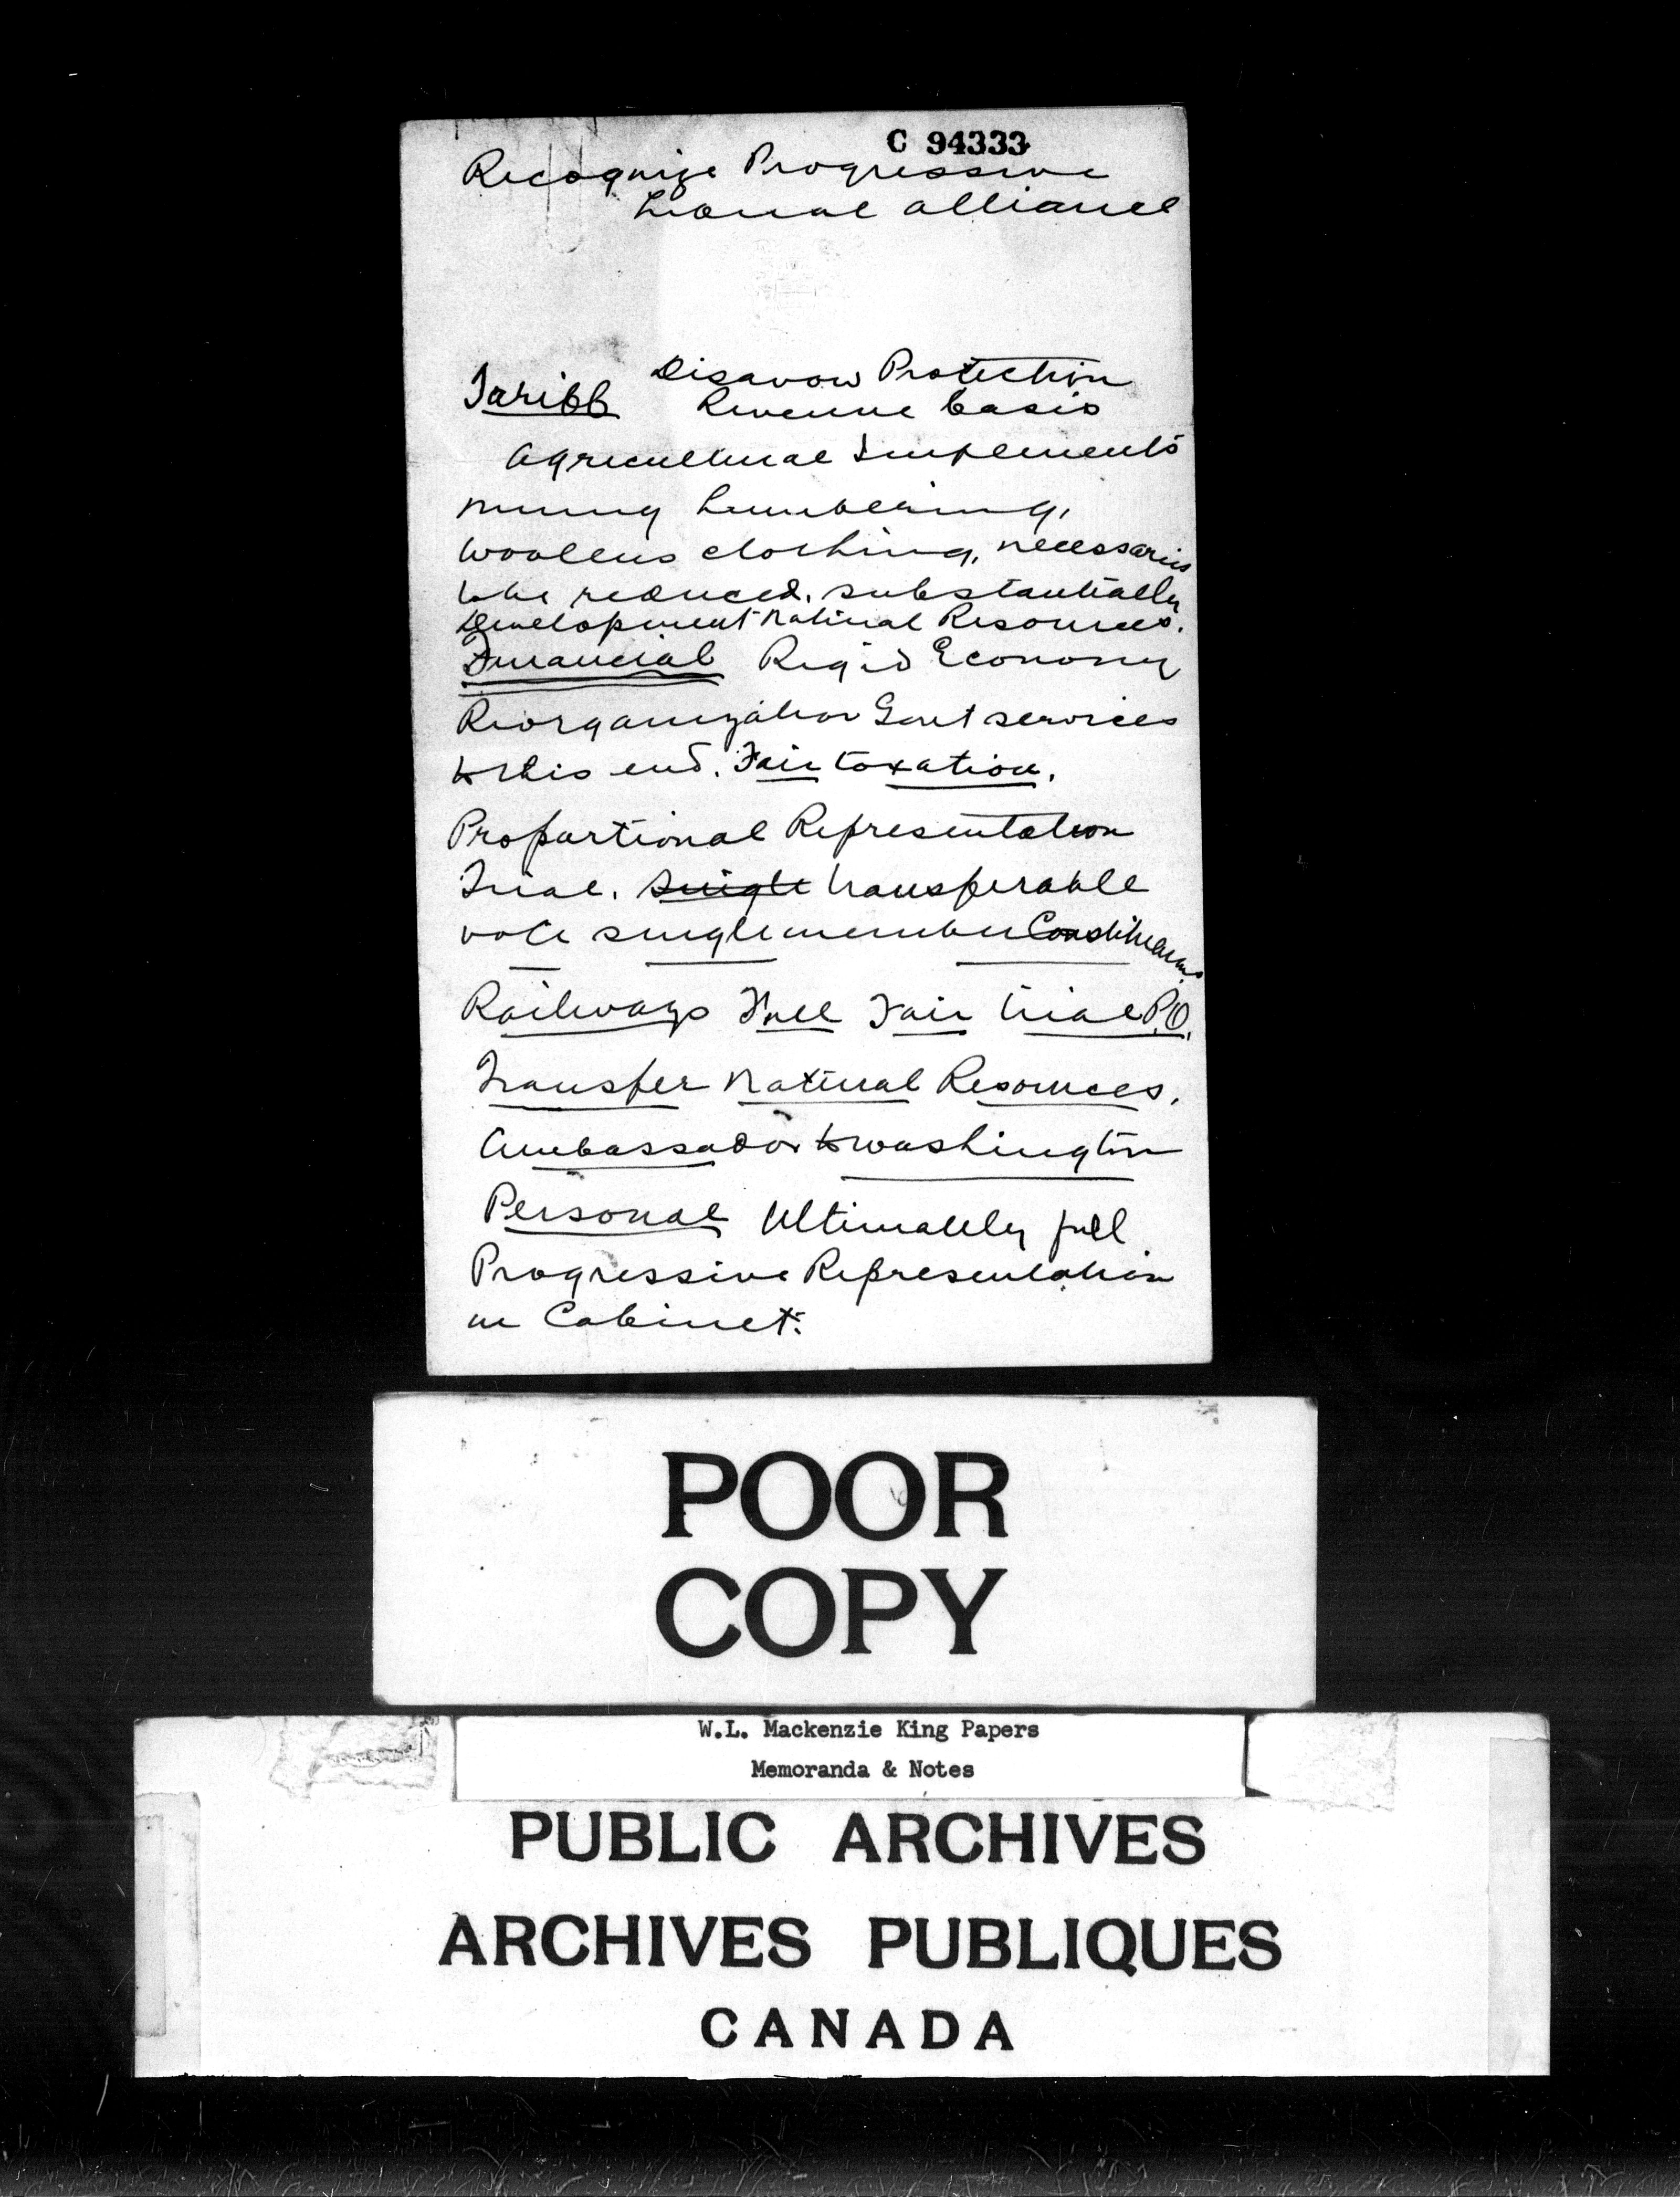 C 94333
Recognize Progressive
Liberal alliance
Disavow Protection
Tariff Revenue basis
Agricultural Implements
mining lumbering,
woollens clothing, necessaries
to be reduced. substantially
Development Natural Resources.
Financial Rigid Economy
Reorganization Govt services
to this end. Fair taxation.
Proportional Representation
Trial. Single transferable
vote single member Constituencies
Railways Full Fair trial P.O.
Transfer Natural Resources.
Ambassador to Washington
Personal Ultimately full
Progressive Representation
in Cabinet.
POOR
COPY
W.L. Mackenzie King Papers
Memoranda & Notes
PUBLIC ARCHIVES
ARCHIVES PUBLIQUES
CANADA